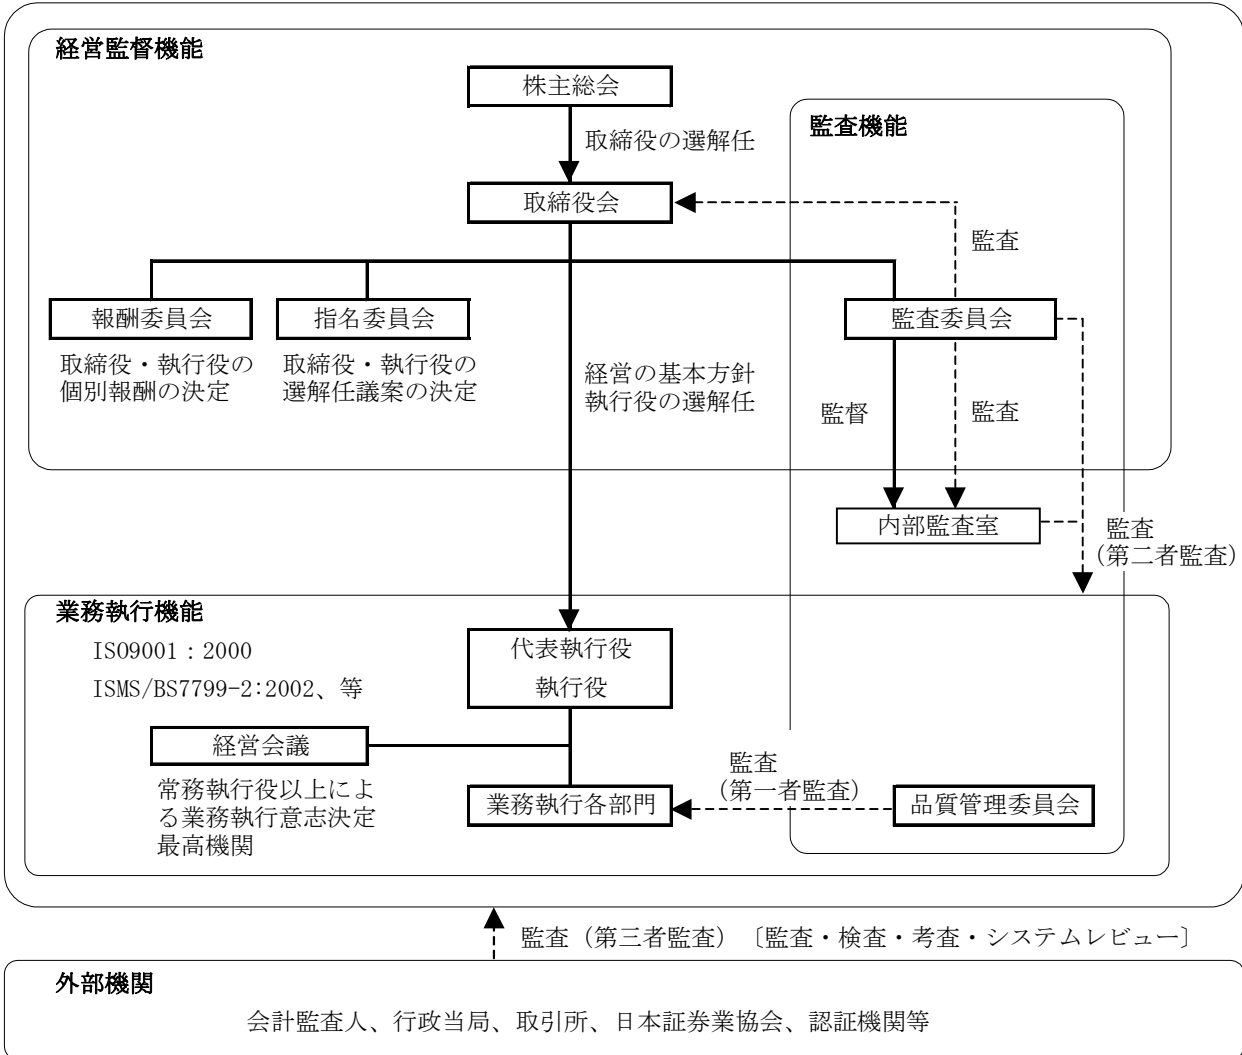 経営監督機能
株主総会
監査機能
取締役の選解任
取締役会
監査
報酬委員会
指名委員会
監査委員会
取締役・執行役の
個別報酬の決定
取締役・執行役の
選解任議案の決定
経営の基本方針
執行役の選解任
監督
監査
内部監査室
監査
(第二者監査)
業務執行機能
ISO9001：2000
ISMS/BS7799-2:2002、等
代表執行役
執行役
経営会議
常務執行役以上によ
る業務執行意志決定
最高機関
業務執行各部門
監査
(第一者監査)
品質管理委員会
監査（第三者監査）〔監査・検査・考査・システムレビュー〕
外部機関
会計監査人、行政当局、取引所、日本証券業協会、認証機関等